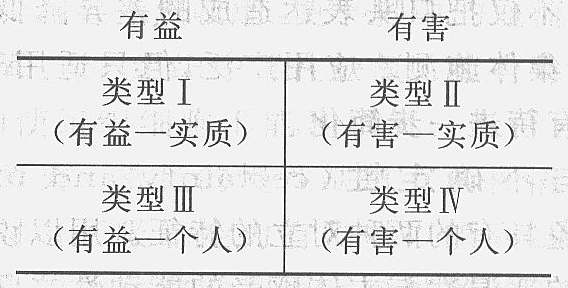 有益 有害
类型Ⅰ 类型Ⅱ
（有益—实质） （有害—实质）
类型Ⅲ 类型Ⅳ
（有益—个人） （有害—个人）